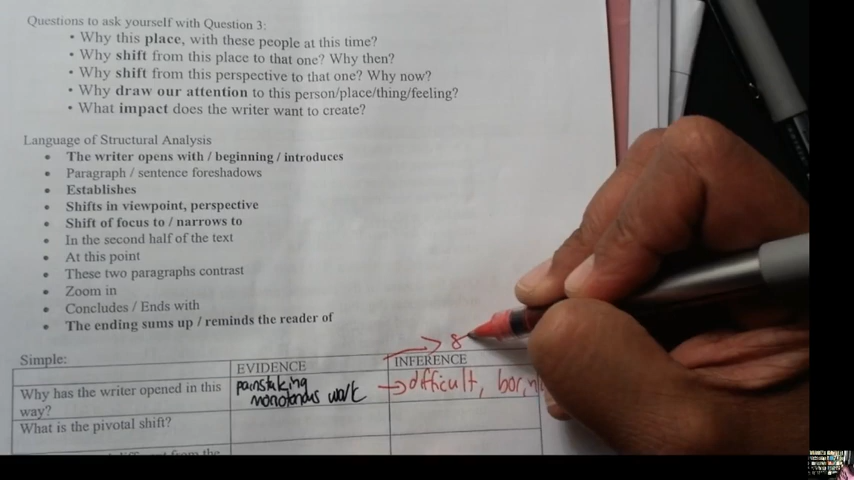 Questions to ask yourself with Question 3:
• Why this place, with these people at this time?
• Why shift from this place to that one? Why then?
• Why shift from this perspective to that one? Why now?
• Why draw our attention to this person/place/thing/feeling?
• What impact does the writer want to create?
Language of Structural Analysis
• The writer opens with / beginning / introduces
• Paragraph / sentence foreshadows
• Establishes
• Shifts in viewpoint, perspective
• Shift of focus to / narrows to
• In the second half of the text
• At this point
• These two paragraphs contrast
• Zoom in
• Concludes / Ends with
• The ending sums up / reminds the reader of
→ 8
Simple:
EVIDENCE
INFERENCE
Why has the writer opened in this way?
painstaking
monotonous work
→ difficult,
What is the pivotal shift?
from the